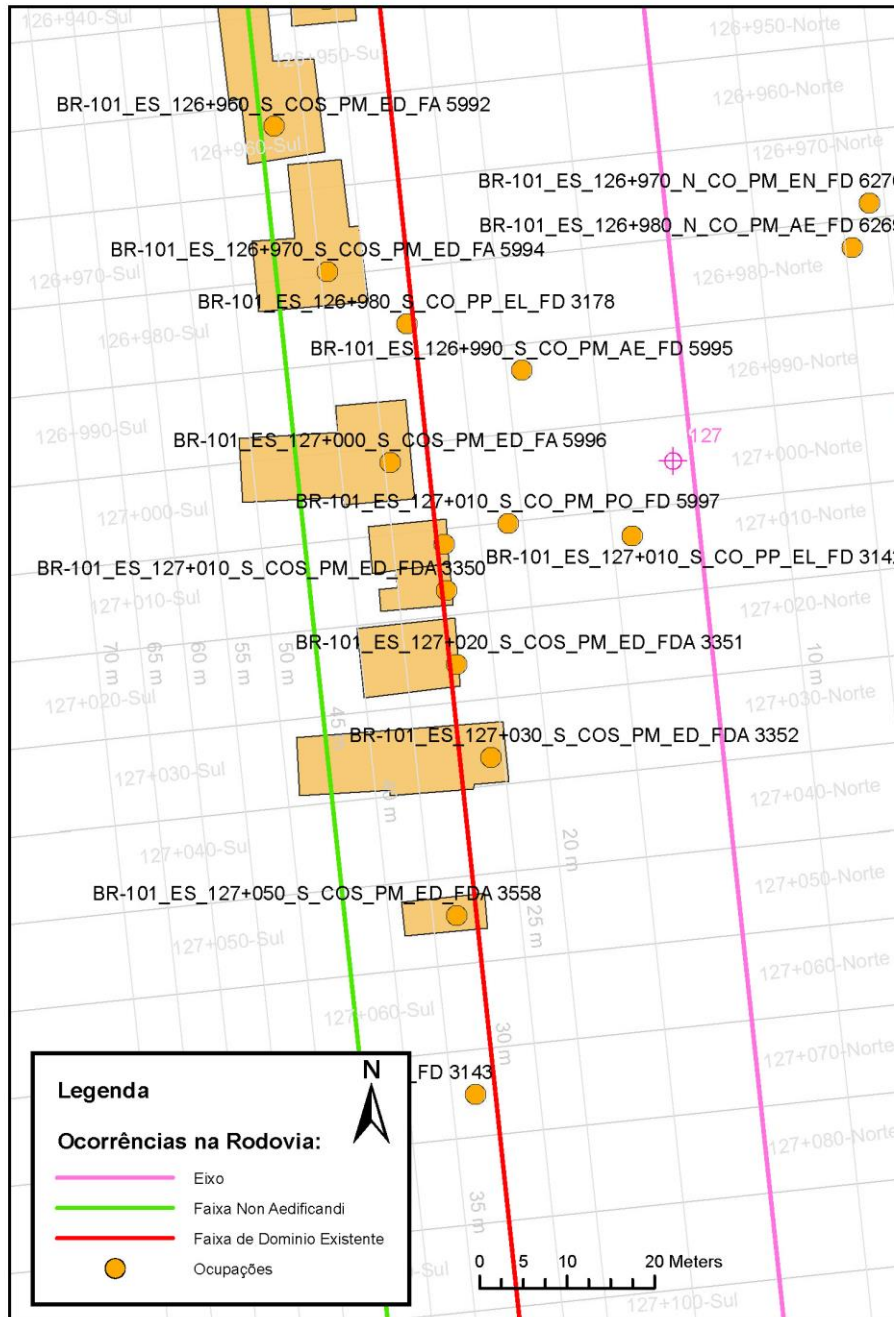 126+940-Sul
126+950-Norte
126+950-Sul
126+960-Norte
BR-101_ES_126+960_S_COS_PM_ED_FA 5992
126+960-Sul
126+970-Norte
BR-101_ES_126+970_N_CO_PM_EN_FD 6270
BR-101_ES_126+980_N_CO_PM_AE_FD 6269
BR-101_ES_126+970_S_COS_PM_ED_FA 5994
126+970-Sul
126+980-Norte
BR-101_ES_126+980_S_CO_PP_EL_FD 3178
126+980-Sul
BR-101_ES_126+990_S_CO_PM_AE_FD 5995
126+990-Norte
126+990-Sul
BR-101_ES_127+000_S_COS_PM_ED_FA 5996
127
127+000-Norte
127+000-Sul
BR-101_ES_127+010_S_CO_PM_PO_FD 5997
127+010-Norte
BR-101_ES_127+010_S_CO_PP_EL_FD 3142
BR-101_ES_127+010_S_COS_PM_ED_FDA 3350
127+010-Sul
127+020-Norte
BR-101_ES_127+020_S_COS_PM_ED_FDA 3351
70 m
65 m
60 m
55 m
50 m
10 m
127+020-Sul
127+030-Norte
45 m
BR-101_ES_127+030_S_COS_PM_ED_FDA 3352
127+030-Sul
127+040-Norte
40 m
127+040-Su
20 m
BR-101_ES_127+050_S_COS_PM_ED_FDA 3558
127+050-Norte
127+050-Sul
25 m
127+060-Norte
127+060-Sul
30 m
127+070-Norte
_FD 3143
127+080-Norte
35 m
-Sul
127+100-Sul
N
Legenda
Ocorrências na Rodovia:
Eixo
Faixa Non Aedificandi
Faixa de Dominio Existente
Ocupações
0 5 10 20 Meters